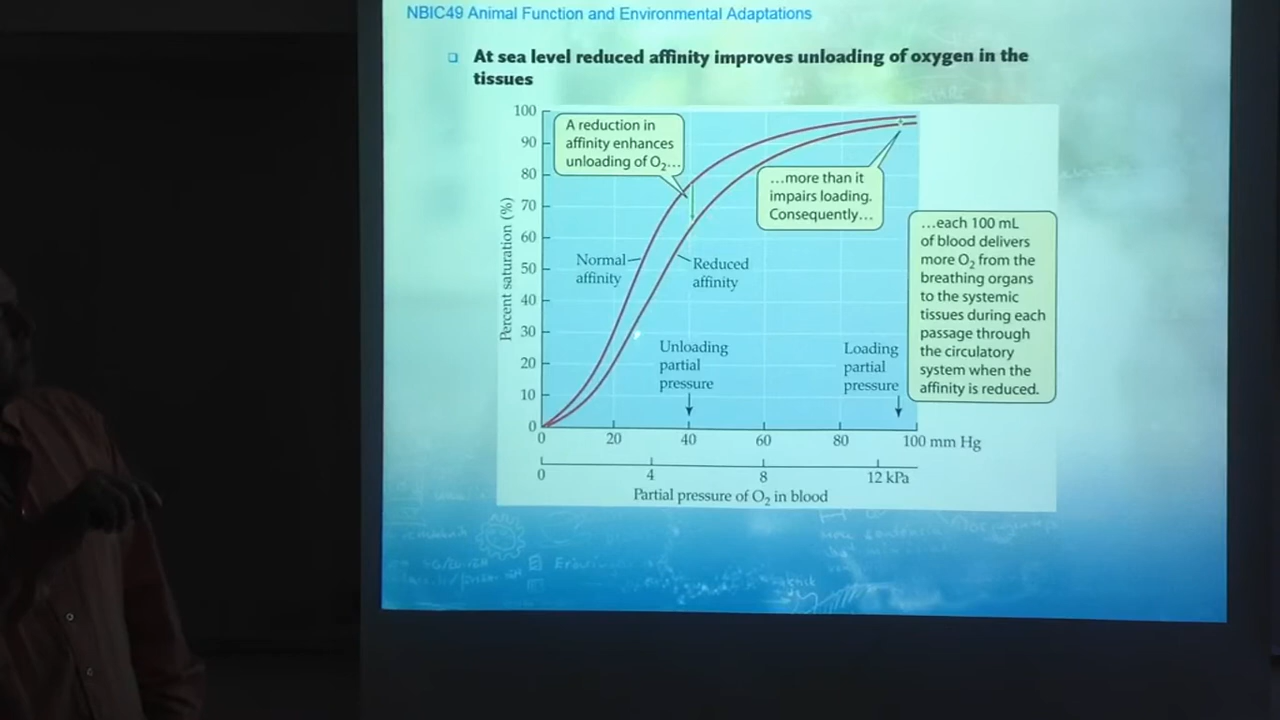 NBIC49 Animal Function and Environmental Adaptations
At sea level reduced affinity improves unloading of oxygen in the
tissues
100
90
80
70
60
50
40
30
20
10
0
Percent saturation (%)
A reduction in
affinity enhances
unloading of O₂…
…more than it
impairs loading.
Consequently…
…each 100 mL
of blood delivers
more O₂ from the
breathing organs
to the systemic
tissues during each
passage through
the circulatory
system when the
affinity is reduced.
Normal
affinity
Reduced
affinity
Unloading
partial
pressure
Loading
partial
pressure
0 20 40 60 80 100 mm Hg
0 4 8 12 kPa
Partial pressure of O₂ in blood